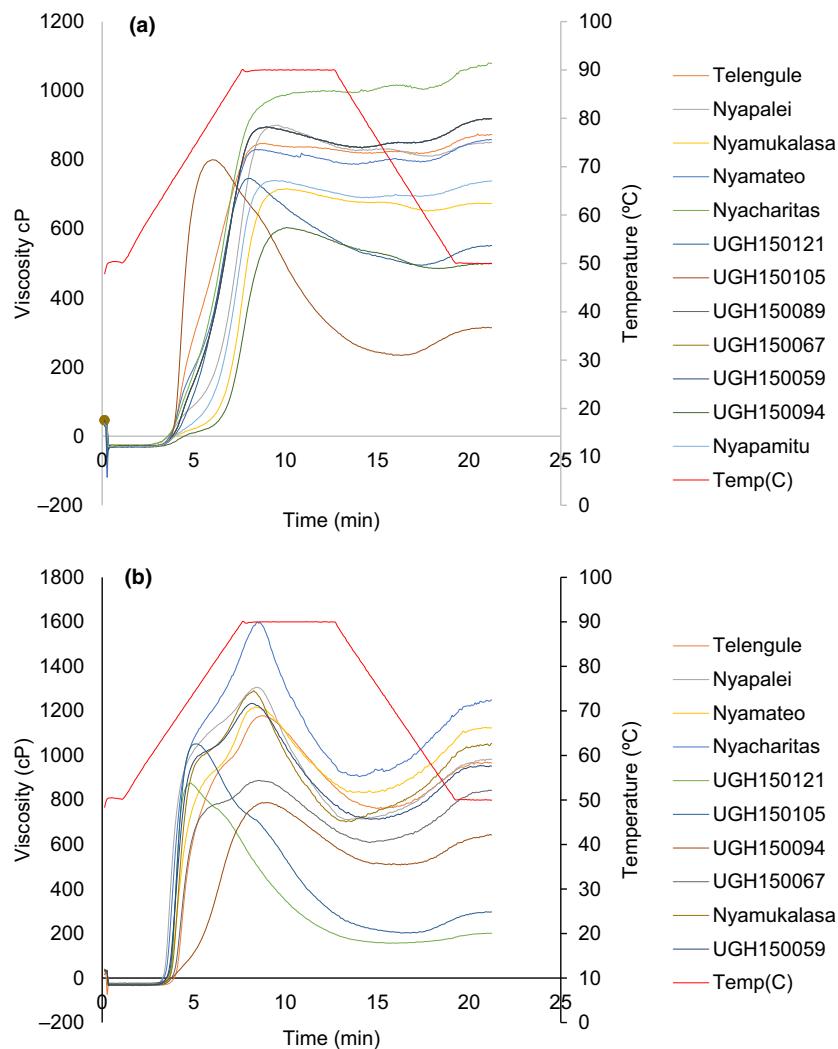 (a)
1200
1000
800
600
400
200
0
–200
Viscosity cP
0
5
10
15
20
25
Time (min)
100
90
80
70
60
50
40
30
20
10
0
Temperature (ºC)
Telengule
Nyapalei
Nyamukalasa
Nyamateo
Nyacharitas
UGH150121
UGH150105
UGH150089
UGH150067
UGH150059
UGH150094
Nyapamitu
Temp(C)
(b)
1800
1600
1400
1200
1000
800
600
400
200
0
–200
Viscosity (cP)
0
5
10
15
20
25
Time (min)
100
90
80
70
60
50
40
30
20
10
0
Temperature (ºC)
Telengule
Nyapalei
Nyamateo
Nyacharitas
UGH150121
UGH150105
UGH150094
UGH150067
Nyamukalasa
UGH150059
Temp(C)